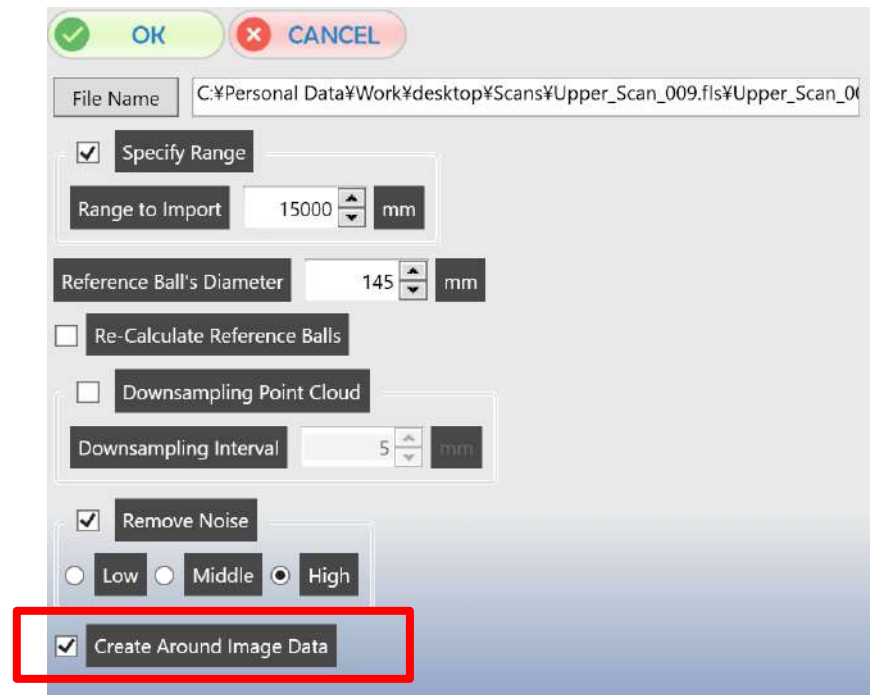 OK CANCEL
File Name C:¥Personal Data¥Work¥desktop¥Scans¥Upper_Scan_009.fls¥Upper_Scan_00
Specify Range
Range to Import 15000 mm
Reference Ball's Diameter 145 mm
Re-Calculate Reference Balls
Downsampling Point Cloud
Downsampling Interval 5 mm
Remove Noise
Low Middle High
Create Around Image Data